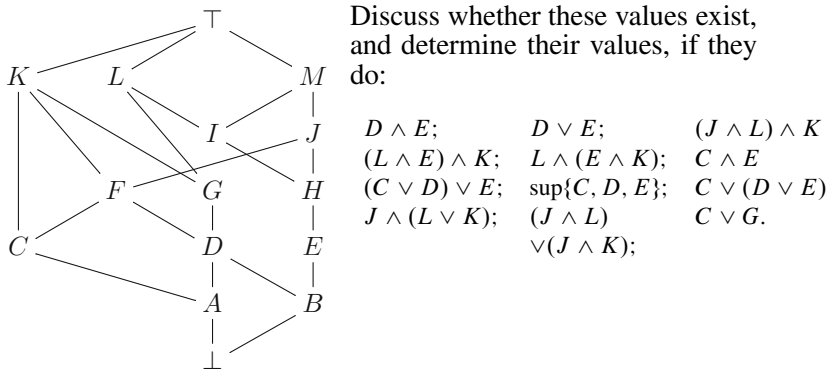 ⊤
K L M
I J
F G H
C D E
A B
⊥
Discuss whether these values exist,
and determine their values, if they
do:
D ∧ E; D ∨ E; (J ∧ L) ∧ K
(L ∧ E) ∧ K; L ∧ (E ∧ K); C ∧ E
(C ∨ D) ∨ E; sup{C, D, E}; C ∨ (D ∨ E)
J ∧ (L ∨ K); (J ∧ L) C ∨ G.
∨(J ∧ K);